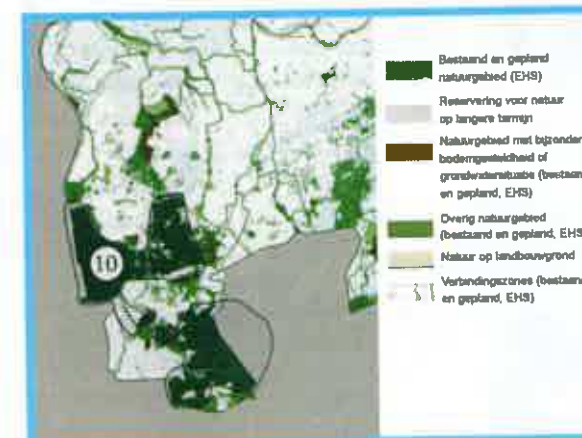 10
Bestaand en gepland
natuurgebied (EHS)
Reservering voor natuur
op langere termijn
Natuurgebied met bijzondere
bodemgesteldheid of
grondwatersituatie (bestaand
en gepland, EHS)
Overig natuurgebied
(bestaand en gepland, EHS
Natuur op landbouwgrond
Verbindingszones (bestaand
en gepland, EHS)